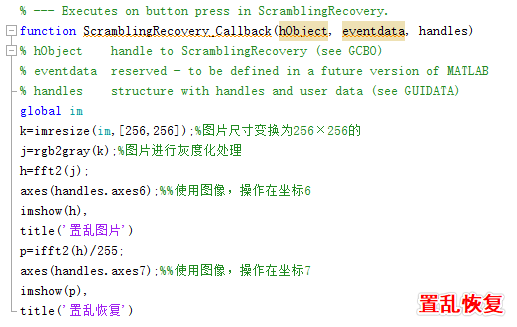 % --- Executes on button press in ScramblingRecovery.
function ScramblingRecovery_Callback(hObject, eventdata, handles)
% hObject    handle to ScramblingRecovery (see GCBO)
% eventdata  reserved - to be defined in a future version of MATLAB
% handles    structure with handles and user data (see GUIDATA)
global im
k=imresize(im,[256,256]);%图片尺寸变换为256×256的
j=rgb2gray(k);%图片进行灰度化处理
h=fft2(j);
axes(handles.axes6);%%使用图像，操作在坐标6
imshow(h),
title('置乱图片')
p=ifft2(h)/255;
axes(handles.axes7);%%使用图像，操作在坐标7
imshow(p),
title('置乱恢复')
置乱恢复